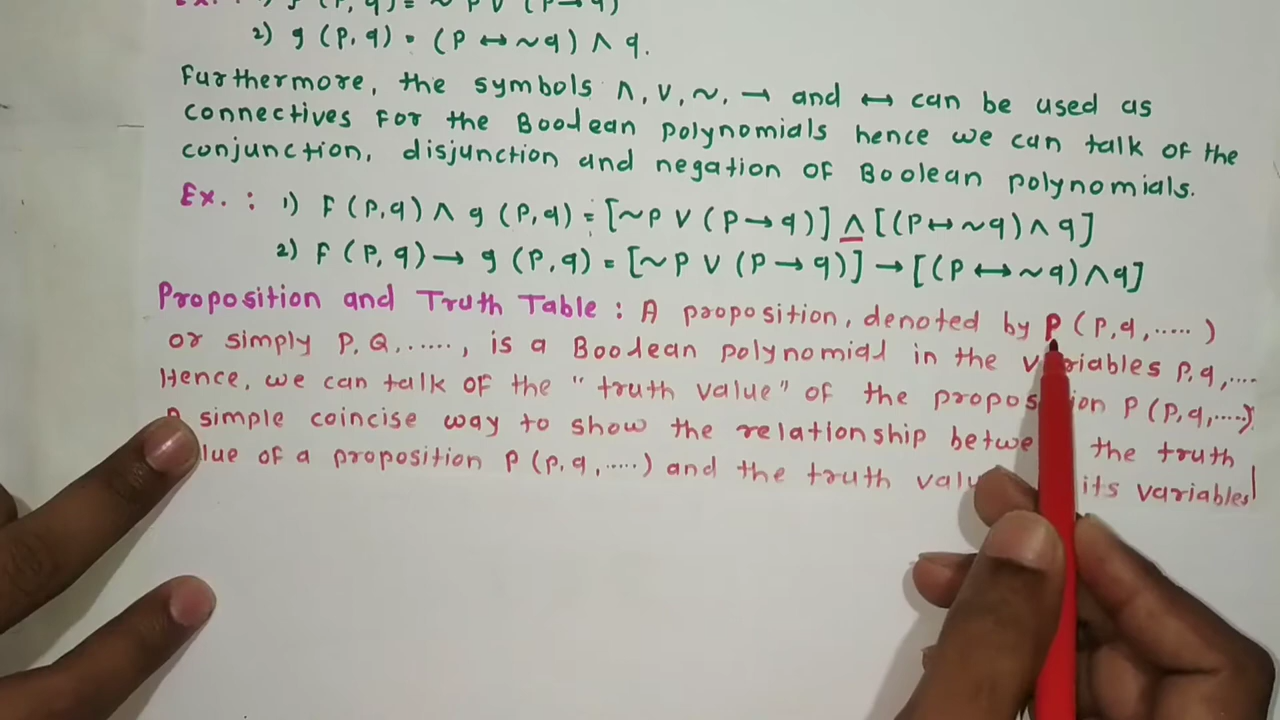 Ex. : 1) f (P, q) = ~ P V (P → q)
2) g (P, q) = (P ↔ ~q) ∧ q.
Furthermore, the symbols ∧, V, ~, → and ↔ can be used as
connectives For the Boolean polynomials hence we can talk of the
conjunction, disjunction and negation of Boolean polynomials.
Ex. : 1) F (P, q) ∧ g (P, q) = [~P V (P → q)] ∧ [(P ↔ ~q) ∧ q]
2) F (P, q) → g (P, q) = [~P V (P → q)] → [(P ↔ ~q) ∧ q]
Proposition and Truth Table : A proposition, denoted by P (P, q, .....)
or simply P, Q, ......, is a Boolean polynomial in the variables P, q, ....
Hence, we can talk of the "truth value" of the proposition P (P, q, .....).
simple coincise way to show the relationship between the truth
of a proposition P (P, q, .....) and the truth its variables